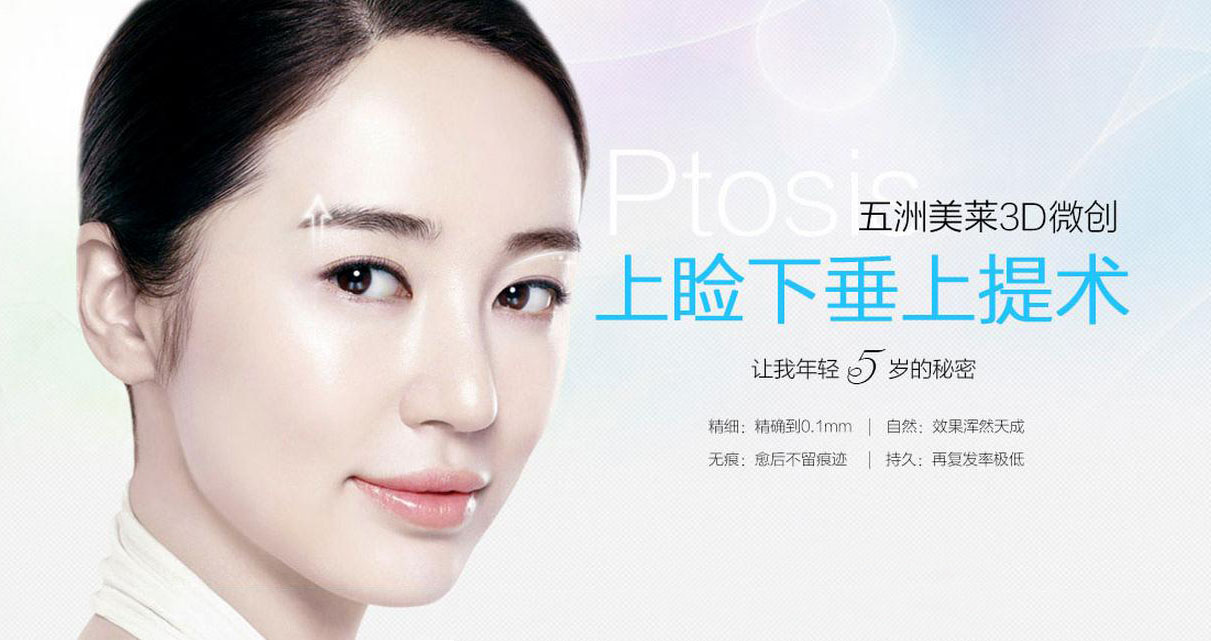 Ptosis
五洲美莱3D微创
上睑下垂上提术
让我年轻5岁的秘密
精细：精确到0.1mm | 自然：效果浑然天成
无痕：愈后不留痕迹 | 持久：再复发率极低